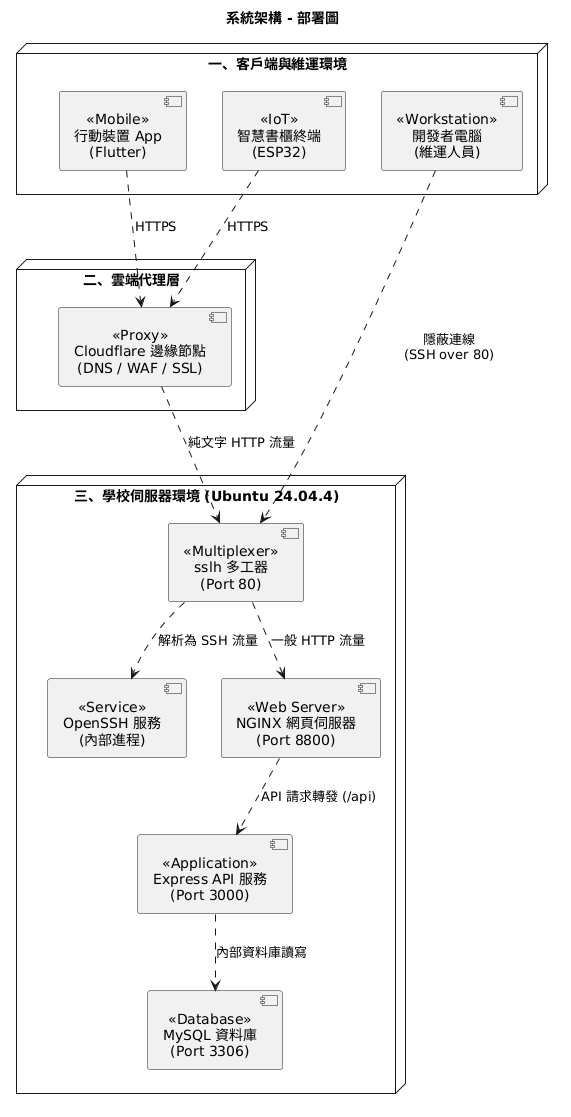 系統架構 - 部署圖
一、客戶端與維運環境
«Mobile»
行動裝置 App
(Flutter)
«IoT»
智慧書櫃終端
(ESP32)
«Workstation»
開發者電腦
(維運人員)
HTTPS
HTTPS
隱蔽連線
(SSH over 80)
二、雲端代理層
«Proxy»
Cloudflare 邊緣節點
(DNS / WAF / SSL)
純文字 HTTP 流量
三、學校伺服器環境 (Ubuntu 24.04.4)
«Multiplexer»
sslh 多工器
(Port 80)
解析為 SSH 流量
一般 HTTP 流量
«Service»
OpenSSH 服務
(內部進程)
«Web Server»
NGINX 網頁伺服器
(Port 8800)
API 請求轉發 (/api)
«Application»
Express API 服務
(Port 3000)
內部資料庫讀寫
«Database»
MySQL 資料庫
(Port 3306)